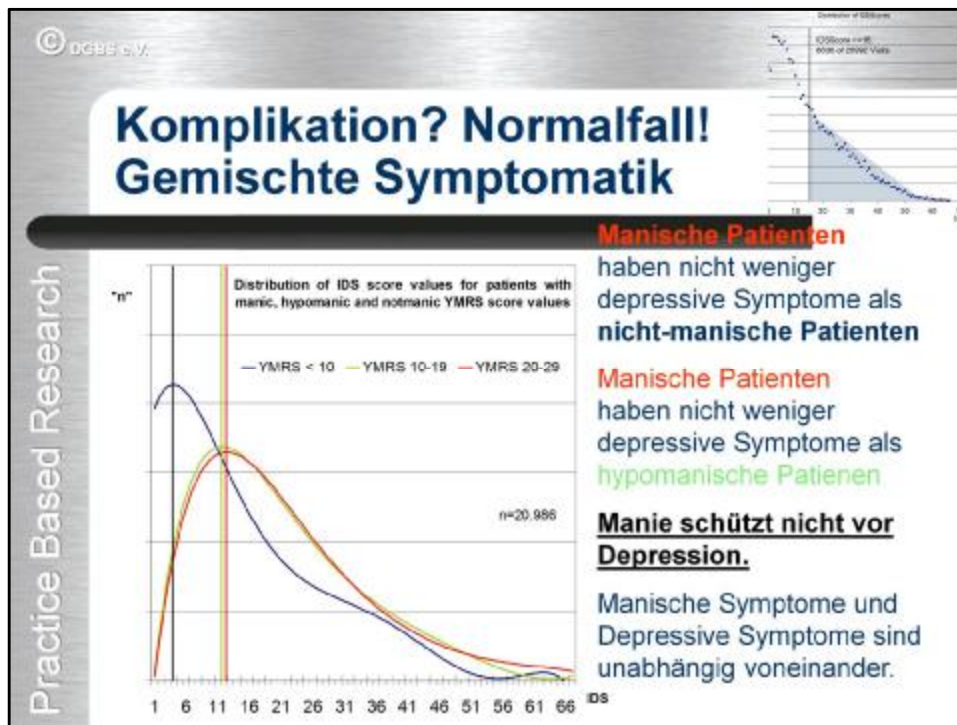 © DGBS e.V.
Komplikation? Normalfall!
Gemischte Symptomatik
Practice Based Research
"n"
Distribution of IDS score values for patients with
manic, hypomanic and notmanic YMRS score values
YMRS < 10 YMRS 10-19 YMRS 20-29
n=20.986
1 6 11 16 21 26 31 36 41 46 51 56 61 66 IDS
Manische Patienten
haben nicht weniger
depressive Symptome als
nicht-manische Patienten
Manische Patienten
haben nicht weniger
depressive Symptome als
hypomanische Patienen
Manie schützt nicht vor
Depression.
Manische Symptome und
Depressive Symptome sind
unabhängig voneinander.